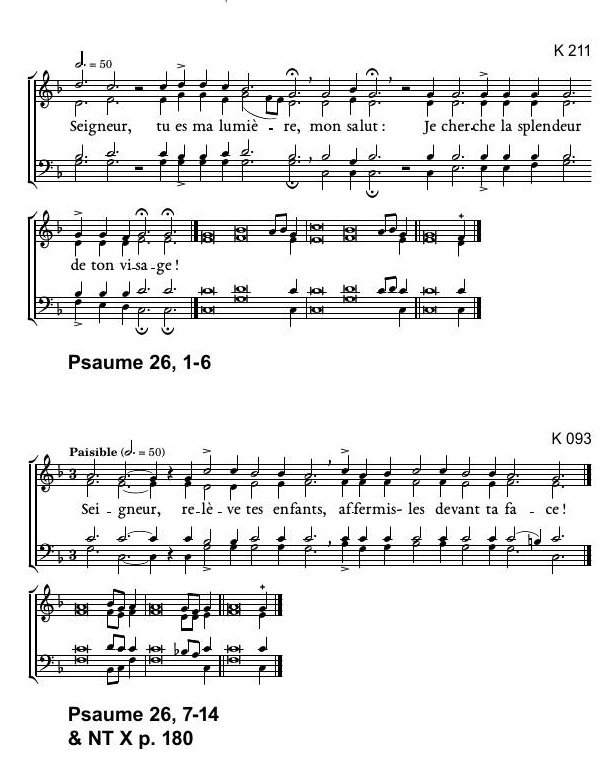 K 211
𝅗𝅥. = 50
Seigneur, tu es ma lumiè - re, mon salut : Je cher-che la splendeur
de ton vi-sa-ge !
Psaume 26, 1-6
K 093
Paisible (𝅗𝅥. = 50)
3
Sei - gneur, re-lè-ve tes enfants, affermis-les devant ta fa - ce !
3
Psaume 26, 7-14
& NT X p. 180